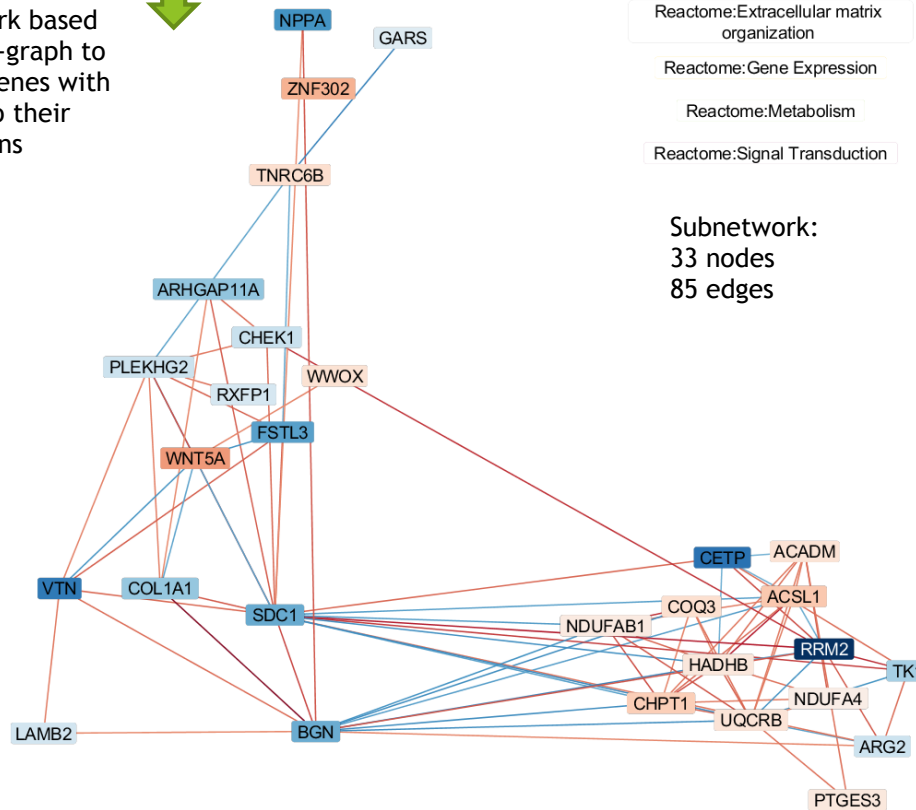 rk based
-graph to
enes with
o their
ns
NPPA
GARS
ZNF302
TNRC6B
ARHGAP11A
CHEK1
PLEKHG2
WWOX
RXFP1
FSTL3
WNT5A
VTN
COL1A1
SDC1
LAMB2
BGN
Reactome:Extracellular matrix
organization
Reactome:Gene Expression
Reactome:Metabolism
Reactome:Signal Transduction
Subnetwork:
33 nodes
85 edges
CETP
ACADM
ACSL1
COQ3
NDUFAB1
RRM2
HADHB
TK
NDUFA4
CHPT1
UQCRB
ARG2
PTGES3